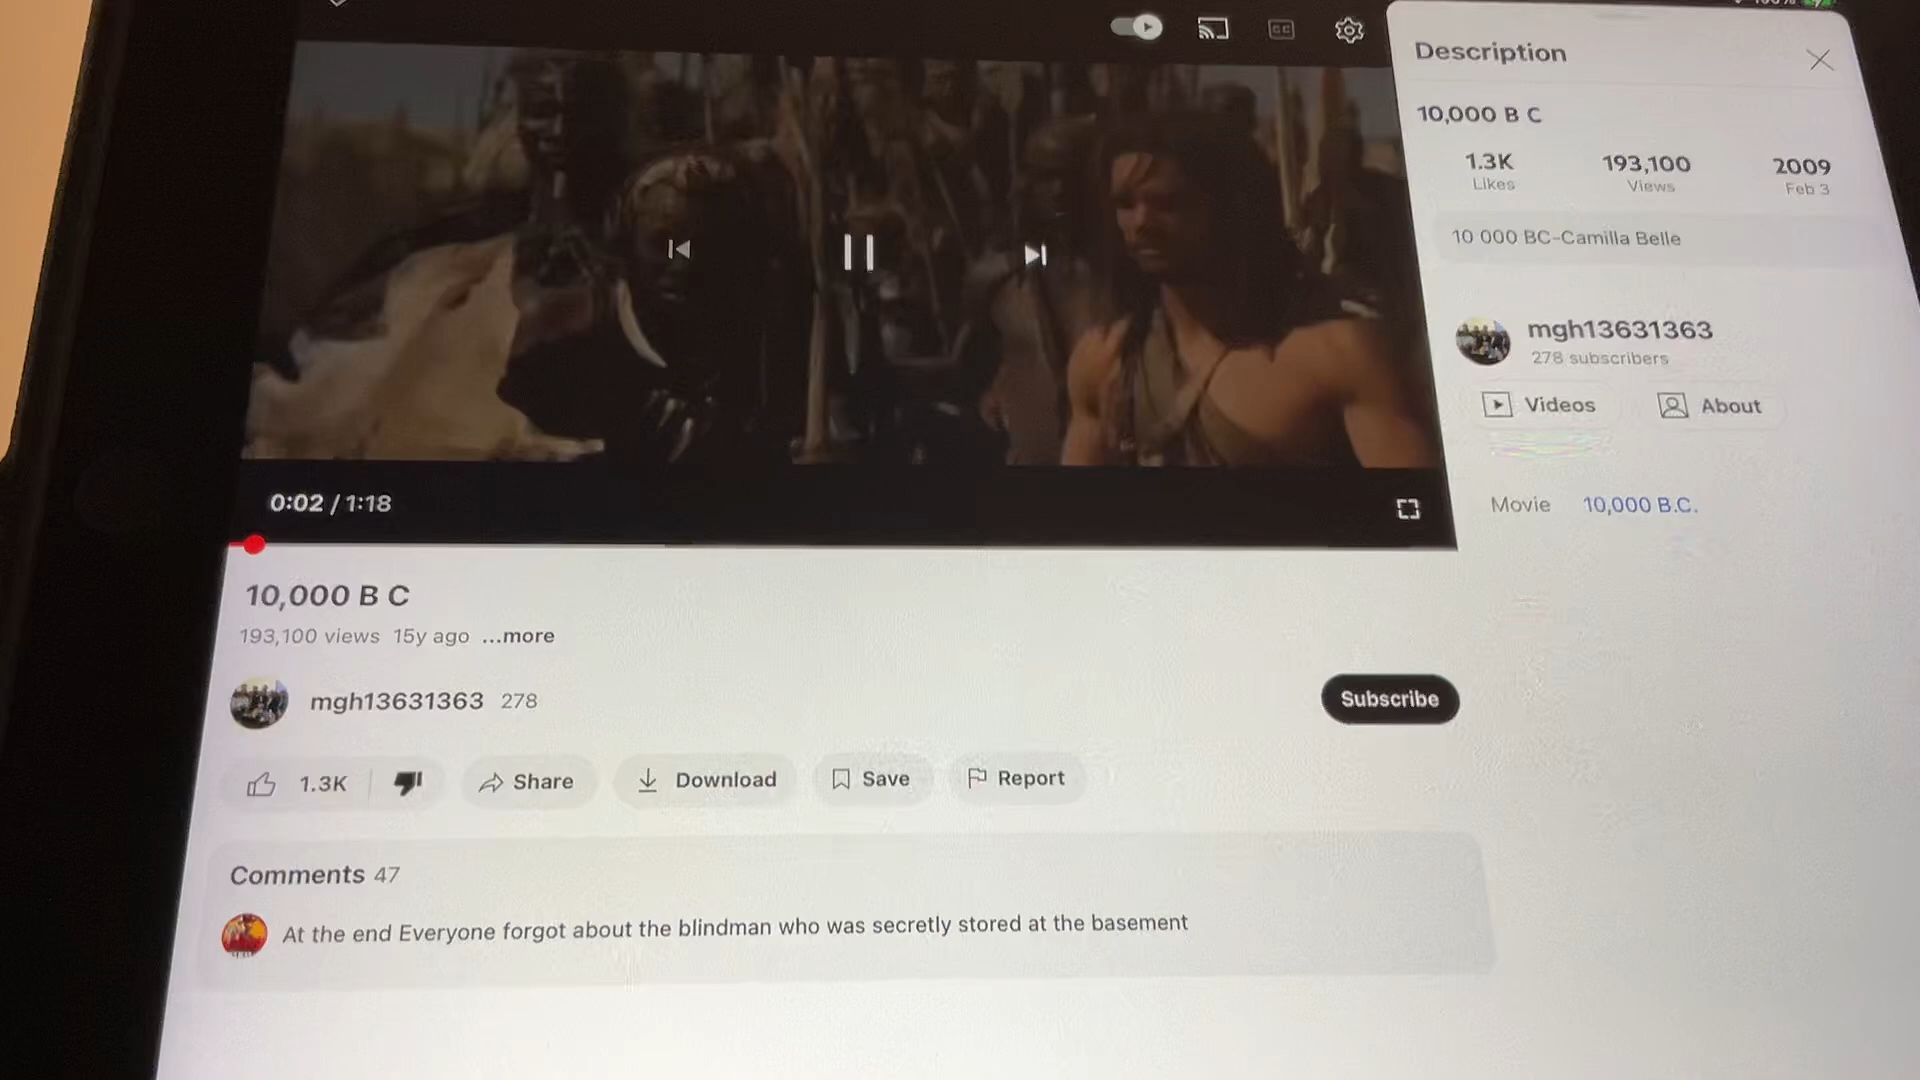 CC
Description
10,000 B C
1.3K 193,100 2009
Likes Views Feb 3
10 000 BC-Camilla Belle
mgh13631363
278 subscribers
Videos About
Movie 10,000 B.C.
0:02 / 1:18
10,000 B C
193,100 views 15y ago ...more
mgh13631363 278
Subscribe
1.3K Share Download Save Report
Comments 47
At the end Everyone forgot about the blindman who was secretly stored at the basement